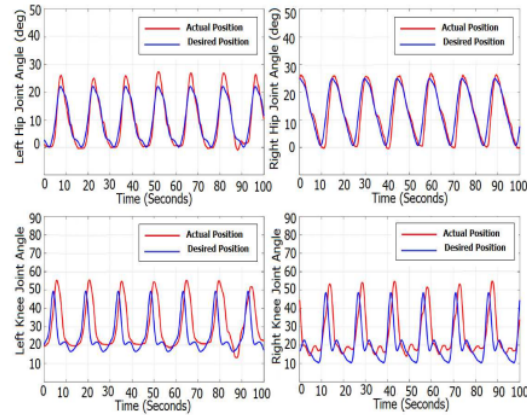 50
40
30
20
10
0
Left Hip Joint Angle (deg)
Actual Position
Desired Position
0 10 20 30 40 50 60 70 80 90 100
Time (Seconds)
50
40
30
20
10
0
Right Hip Joint Angle (deg)
Actual Position
Desired Position
0 10 20 30 40 50 60 70 80 90 100
Time (Seconds)
90
80
70
60
50
40
30
20
10
Left Knee Joint Angle
Actual Position
Desired Position
0 10 20 30 40 50 60 70 80 90 100
Time (Seconds)
90
80
70
60
50
40
30
20
10
Right Knee Joint Angle
Actual Position
Desired Position
0 10 20 30 40 50 60 70 80 90 100
Time (Seconds)